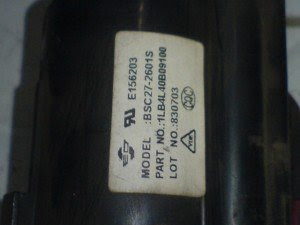 E156203
MODEL :BSC27-2601S
PART NO.:1LB4L40B09100
LOT NO.:830703